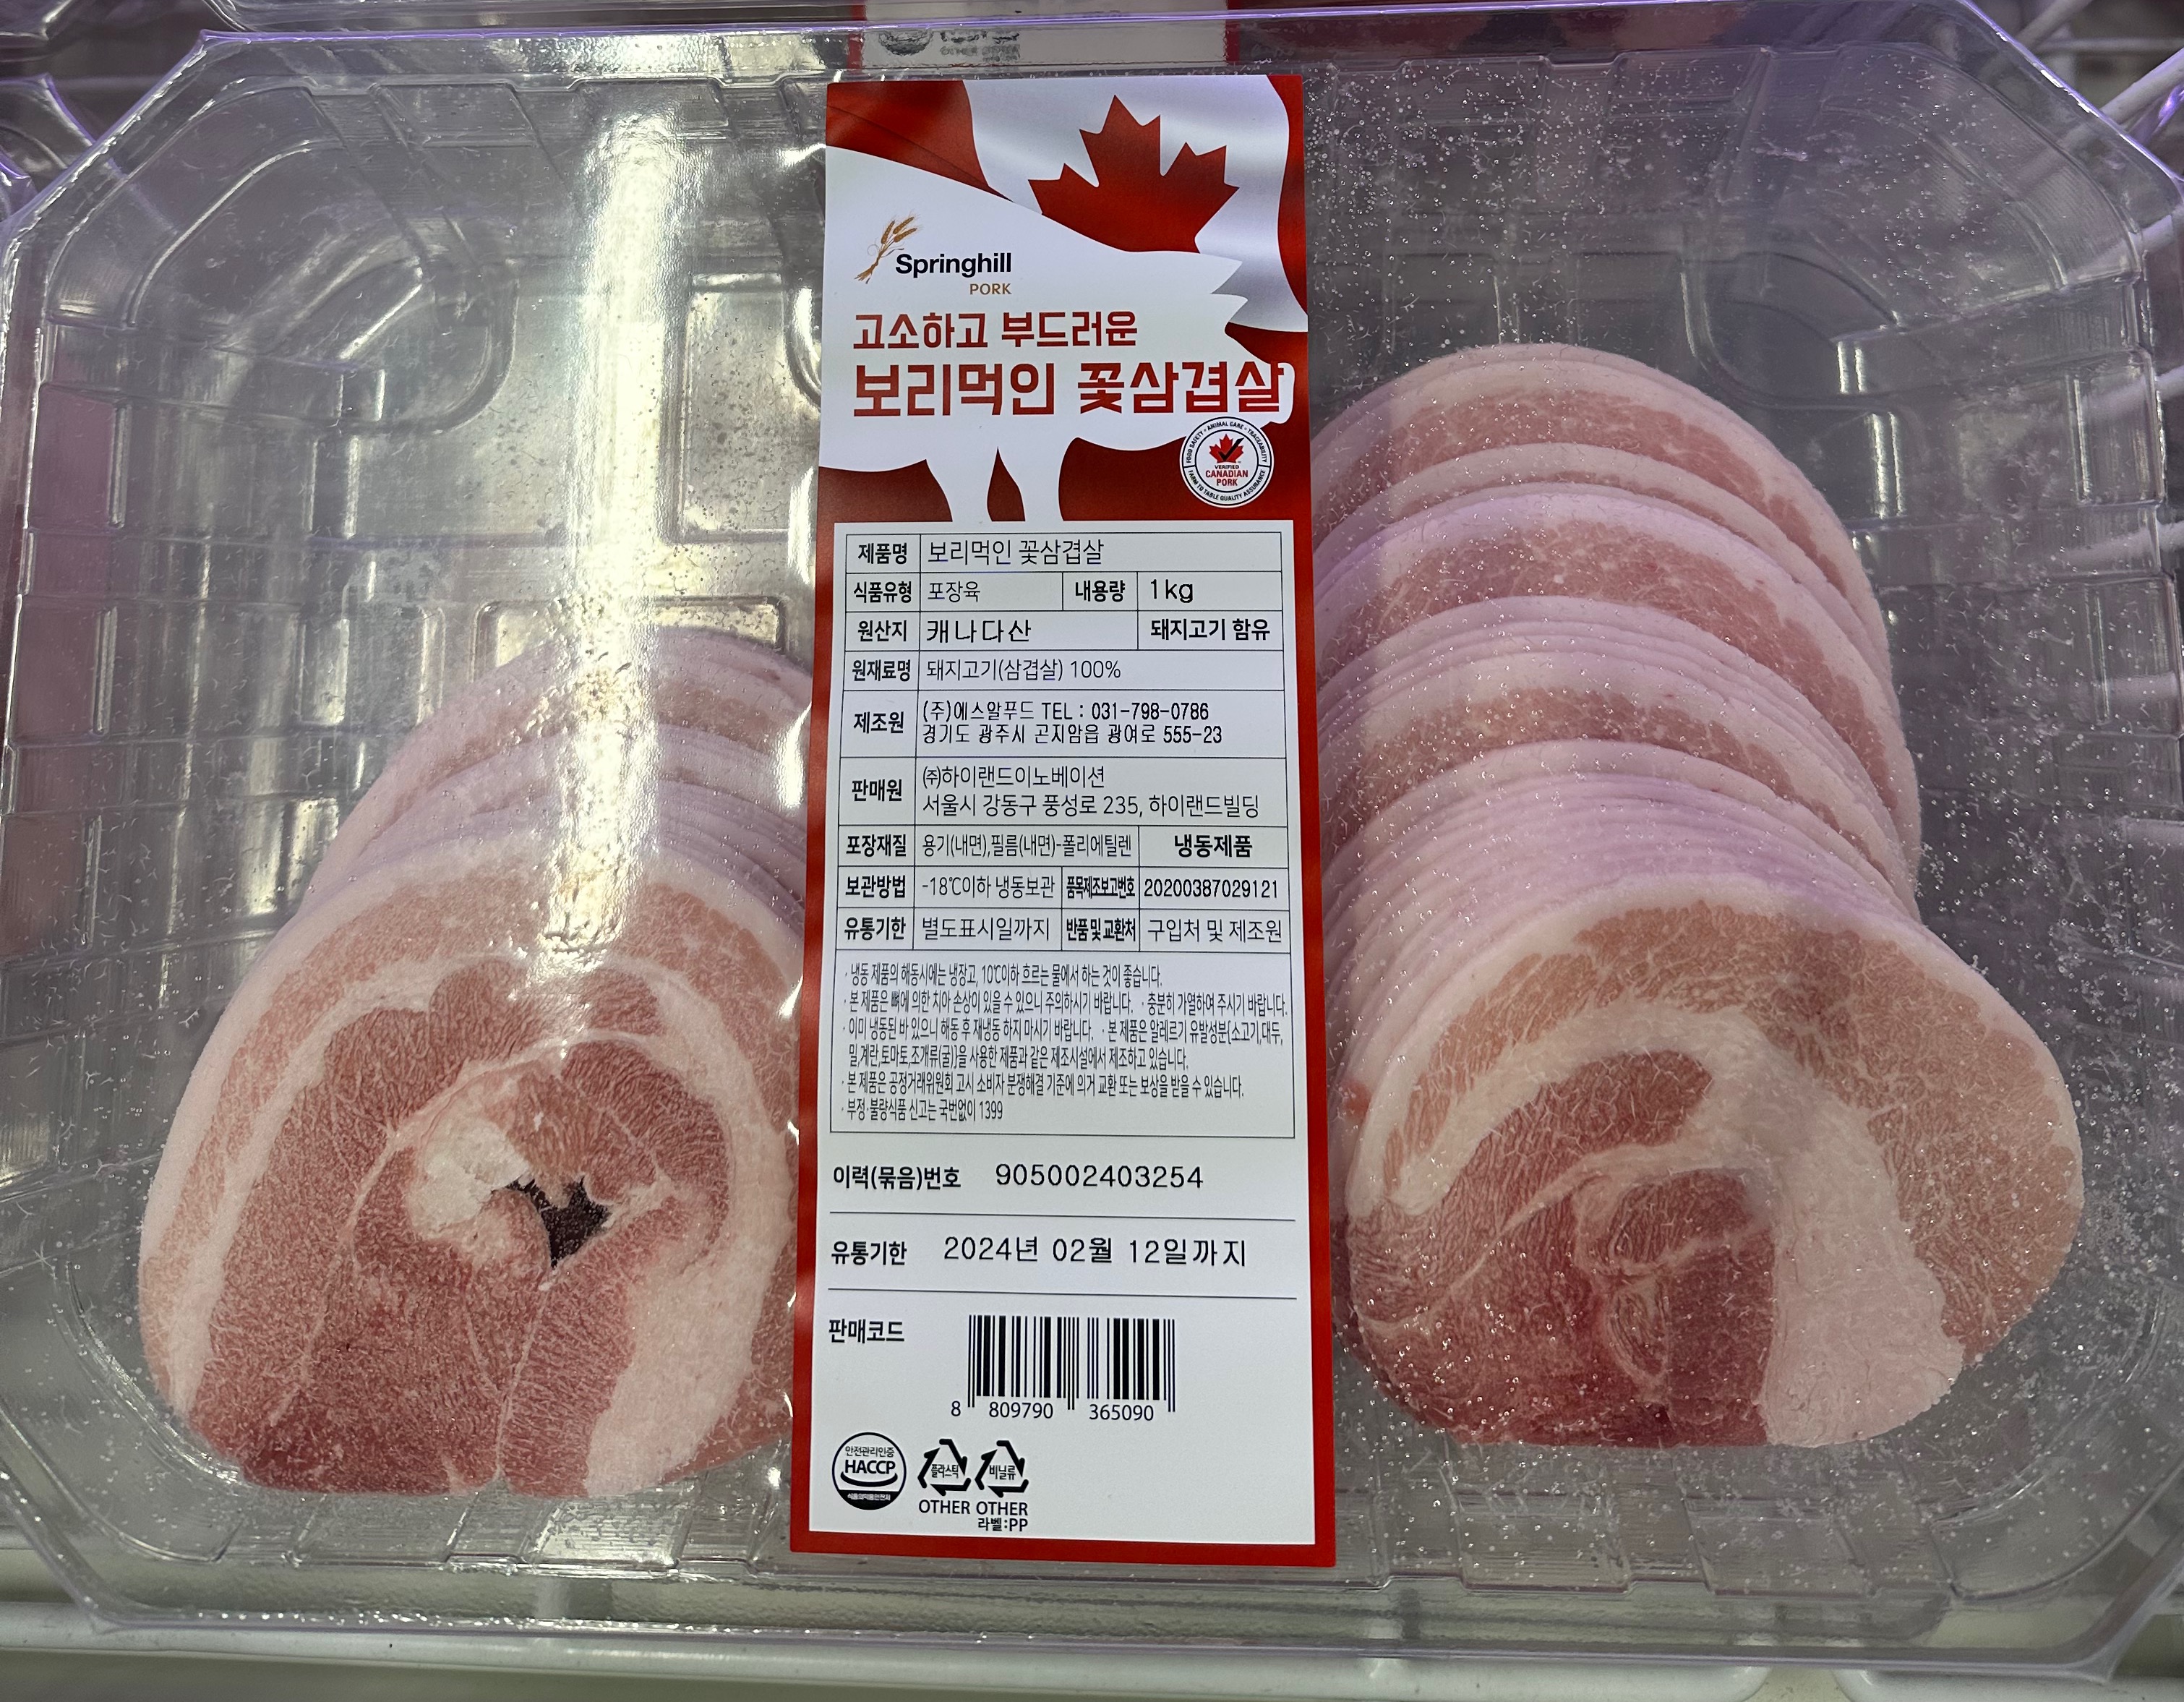 Springhill
PORK
고소하고 부드러운
보리먹인 꽃삼겹살
FOOD SAFETY • ANIMAL CARE • TRACEABILITY
VERIFIED
CANADIAN
PORK
FARM TO TABLE QUALITY ASSURANCE
제품명 보리먹인 꽃삼겹살
식품유형 포장육 내용량 1kg
원산지 캐나다산 돼지고기 함유
원재료명 돼지고기(삼겹살) 100%
제조원 (주)에스알푸드 TEL : 031-798-0786
경기도 광주시 곤지암읍 광여로 555-23
판매원 ㈜하이랜드이노베이션
서울시 강동구 풍성로 235, 하이랜드빌딩
포장재질 용기(내면),필름(내면)-폴리에틸렌 냉동제품
보관방법 -18℃이하 냉동보관 품목제조보고번호 20200387029121
유통기한 별도표시일까지 반품및교환처 구입처 및 제조원
· 냉동 제품의 해동시에는 냉장고, 10℃이하 흐르는 물에서 하는 것이 좋습니다.
· 본 제품은 뼈에 의한 치아 손상이 있을 수 있으니 주의하시기 바랍니다. · 충분히 가열하여 주시기 바랍니다.
· 이미 냉동된 바 있으니 해동 후 재냉동 하지 마시기 바랍니다. · 본 제품은 알레르기 유발성분(소고기,대두,
밀,계란,토마토,조개류(굴))을 사용한 제품과 같은 제조시설에서 제조하고 있습니다.
· 본 제품은 공정거래위원회 고시 소비자 분쟁해결 기준에 의거 교환 또는 보상을 받을 수 있습니다.
· 부정·불량식품 신고는 국번없이 1399
이력(묶음)번호 905002403254
유통기한 2024년 02월 12일까지
판매코드
8 809790 365090
안전관리인증
HACCP
식품의약품안전처
플라스틱 비닐류
OTHER OTHER
라벨:PP